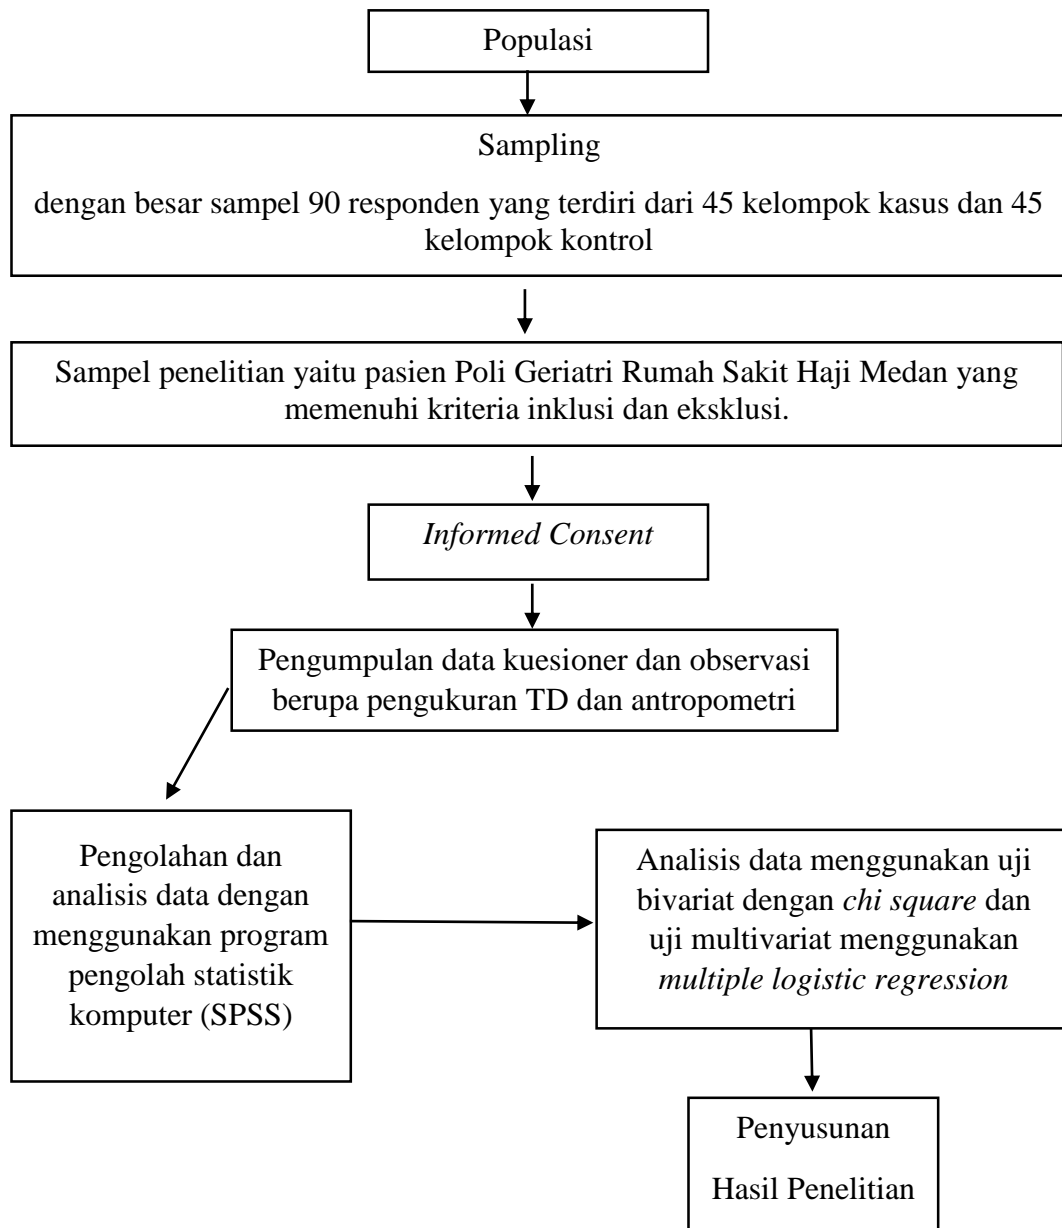 Populasi
Sampling
dengan besar sampel 90 responden yang terdiri dari 45 kelompok kasus dan 45
kelompok kontrol
Sampel penelitian yaitu pasien Poli Geriatri Rumah Sakit Haji Medan yang
memenuhi kriteria inklusi dan eksklusi.
Informed Consent
Pengumpulan data kuesioner dan observasi
berupa pengukuran TD dan antropometri
Pengolahan dan
analisis data dengan
menggunakan program
pengolah statistik
komputer (SPSS)
Analisis data menggunakan uji
bivariat dengan chi square dan
uji multivariat menggunakan
multiple logistic regression
Penyusunan
Hasil Penelitian